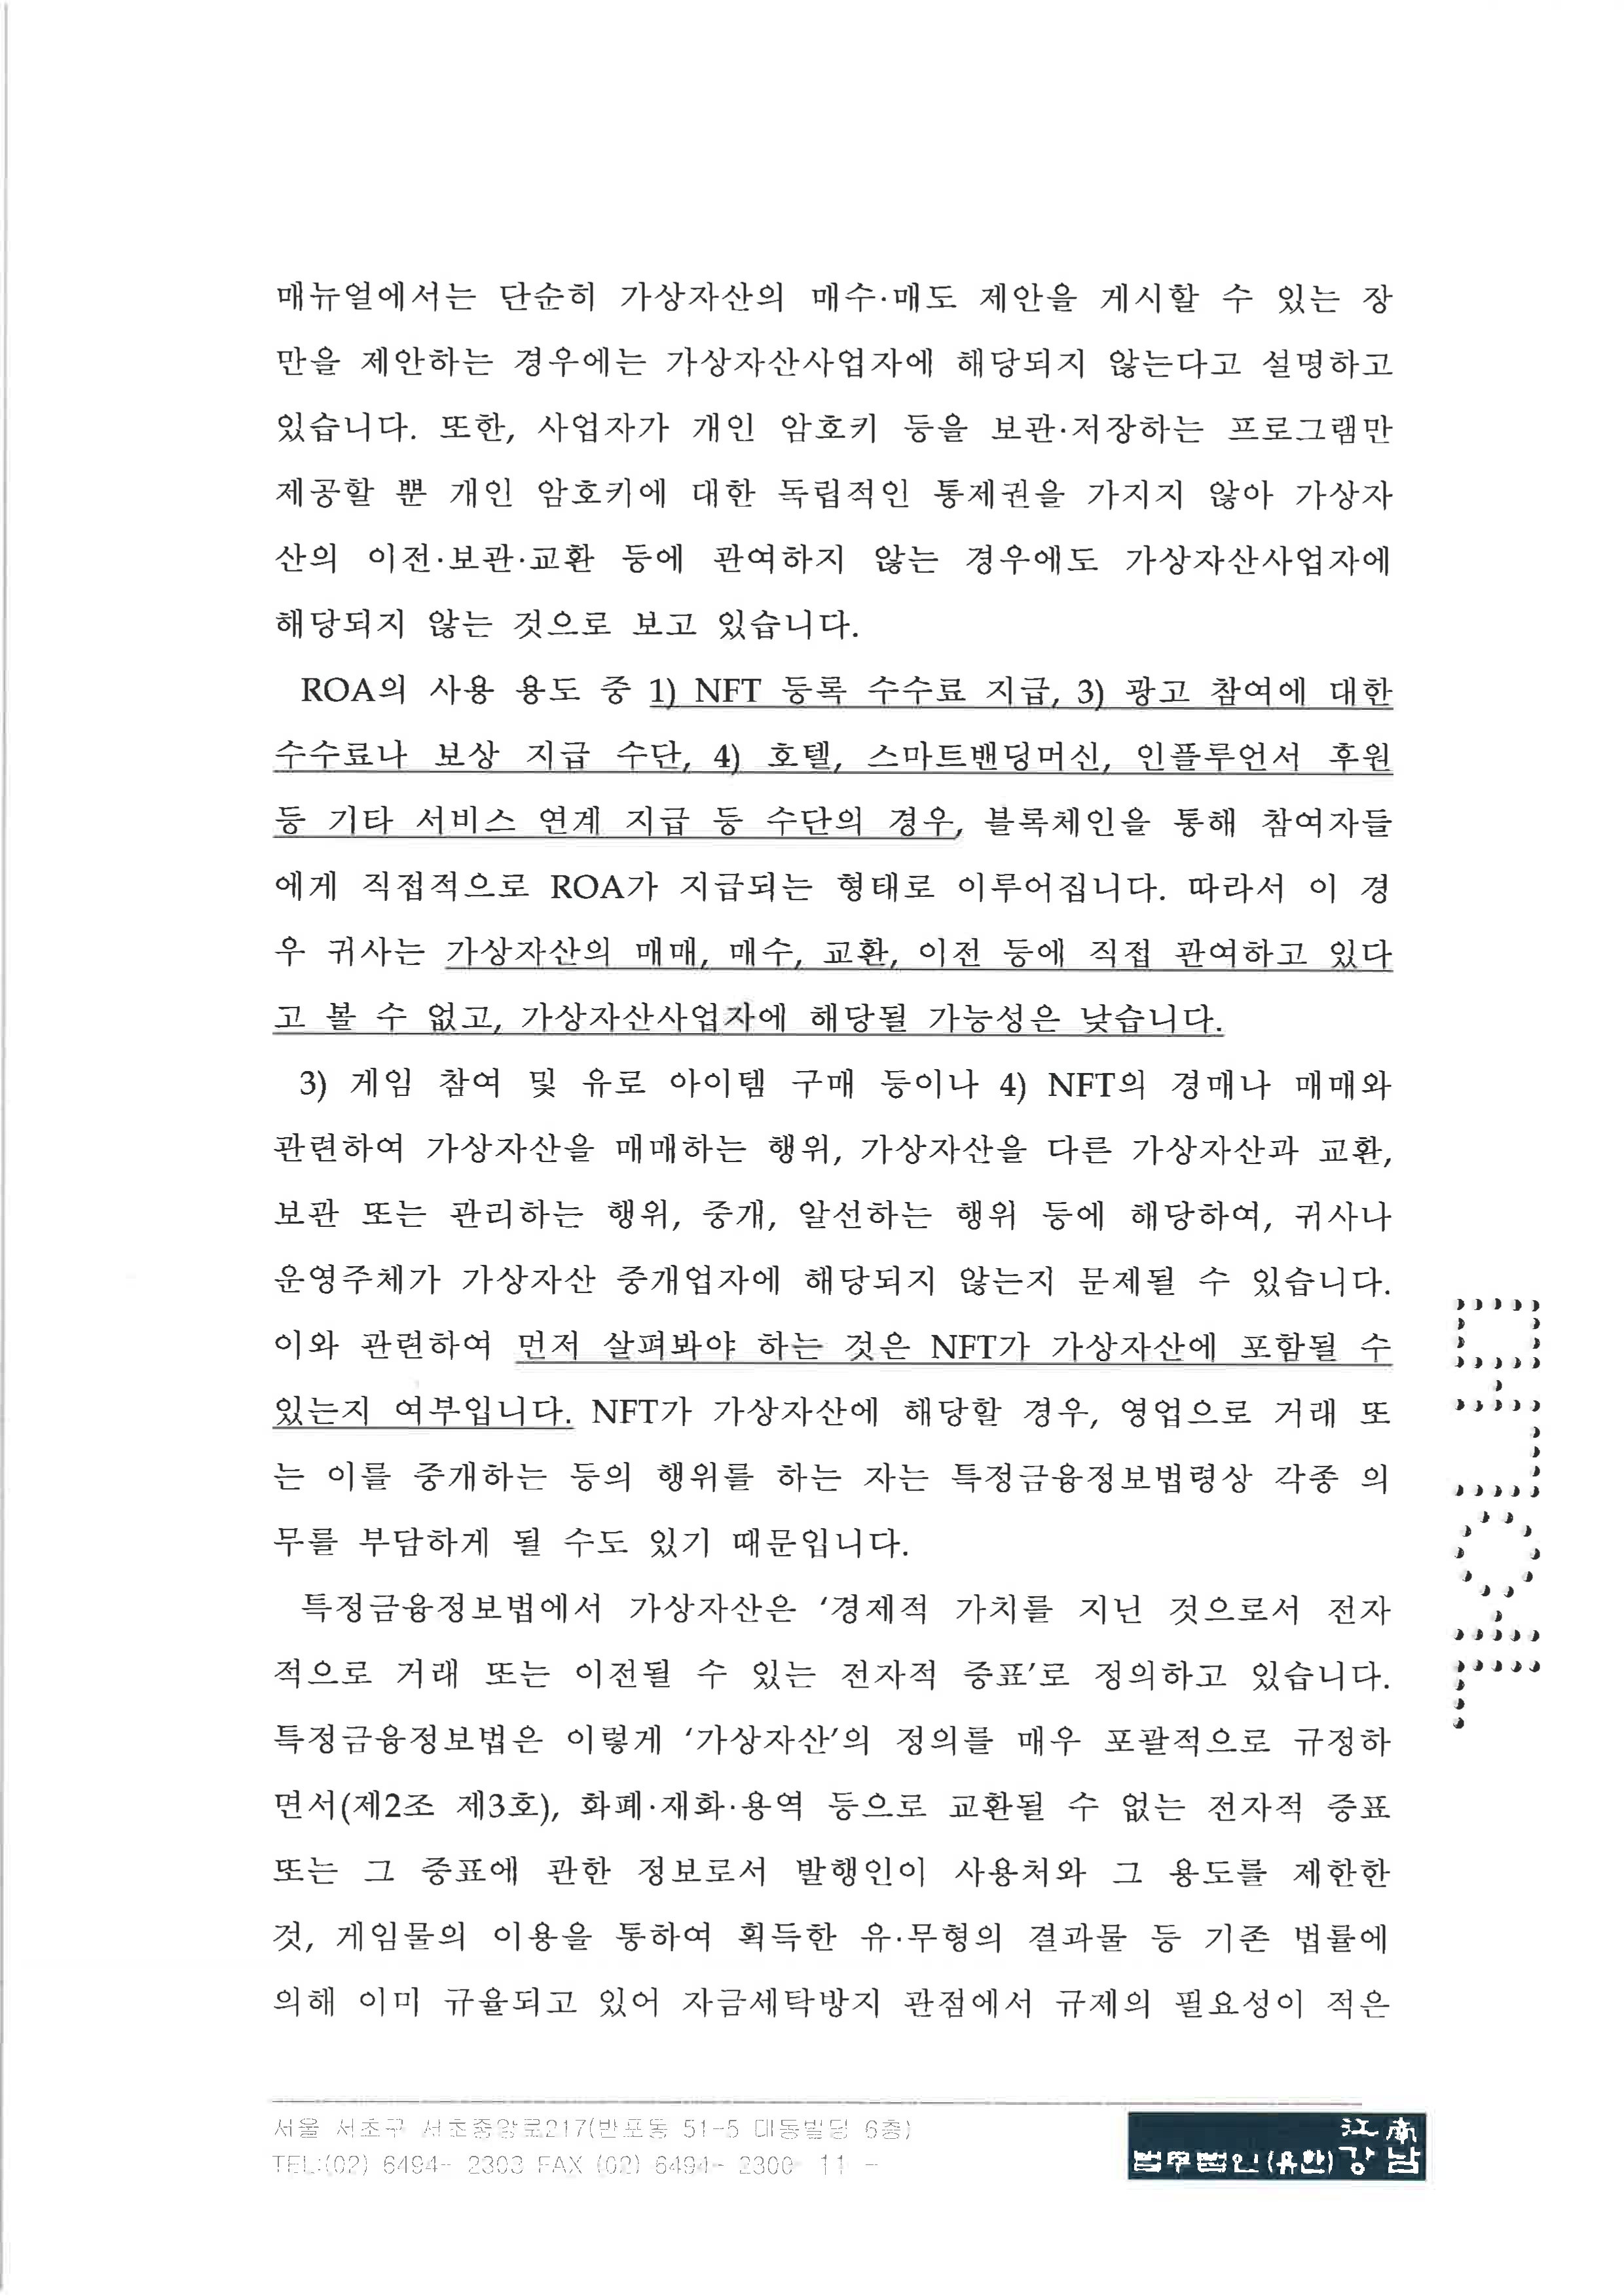 매뉴얼에서는 단순히 가상자산의 매수·매도 제안을 게시할 수 있는 장
만을 제안하는 경우에는 가상자산사업자에 해당되지 않는다고 설명하고
있습니다. 또한, 사업자가 개인 암호키 등을 보관·저장하는 프로그램만
제공할 뿐 개인 암호키에 대한 독립적인 통제권을 가지지 않아 가상자
산의 이전·보관·교환 등에 관여하지 않는 경우에도 가상자산사업자에
해당되지 않는 것으로 보고 있습니다.
ROA의 사용 용도 중 1) NFT 등록 수수료 지급, 3) 광고 참여에 대한
수수료나 보상 지급 수단, 4) 호텔, 스마트밴딩머신, 인플루언서 후원
등 기타 서비스 연계 지급 등 수단의 경우, 블록체인을 통해 참여자들
에게 직접적으로 ROA가 지급되는 형태로 이루어집니다. 따라서 이 경
우 귀사는 가상자산의 매매, 매수, 교환, 이전 등에 직접 관여하고 있다
고 볼 수 없고, 가상자산사업자에 해당될 가능성은 낮습니다.
3) 게임 참여 및 유로 아이템 구매 등이나 4) NFT의 경매나 매매와
관련하여 가상자산을 매매하는 행위, 가상자산을 다른 가상자산과 교환,
보관 또는 관리하는 행위, 중개, 알선하는 행위 등에 해당하여, 귀사나
운영주체가 가상자산 중개업자에 해당되지 않는지 문제될 수 있습니다.
이와 관련하여 먼저 살펴봐야 하는 것은 NFT가 가상자산에 포함될 수
있는지 여부입니다. NFT가 가상자산에 해당할 경우, 영업으로 거래 또
는 이를 중개하는 등의 행위를 하는 자는 특정금융정보법령상 각종 의
무를 부담하게 될 수도 있기 때문입니다.
특정금융정보법에서 가상자산은 ‘경제적 가치를 지닌 것으로서 전자
적으로 거래 또는 이전될 수 있는 전자적 증표’로 정의하고 있습니다.
특정금융정보법은 이렇게 ‘가상자산’의 정의를 매우 포괄적으로 규정하
면서(제2조 제3호), 화폐·재화·용역 등으로 교환될 수 없는 전자적 증표
또는 그 증표에 관한 정보로서 발행인이 사용처와 그 용도를 제한한
것, 게임물의 이용을 통하여 획득한 유·무형의 결과물 등 기존 법률에
의해 이미 규율되고 있어 자금세탁방지 관점에서 규제의 필요성이 적은
서울 서초구 서초중앙로217(반포동 51-5 대동빌딩 6층)
TEL:(02) 6494- 2303 FAX (02) 6494- 2300- 11 -
江南
법무법인(유한)강남